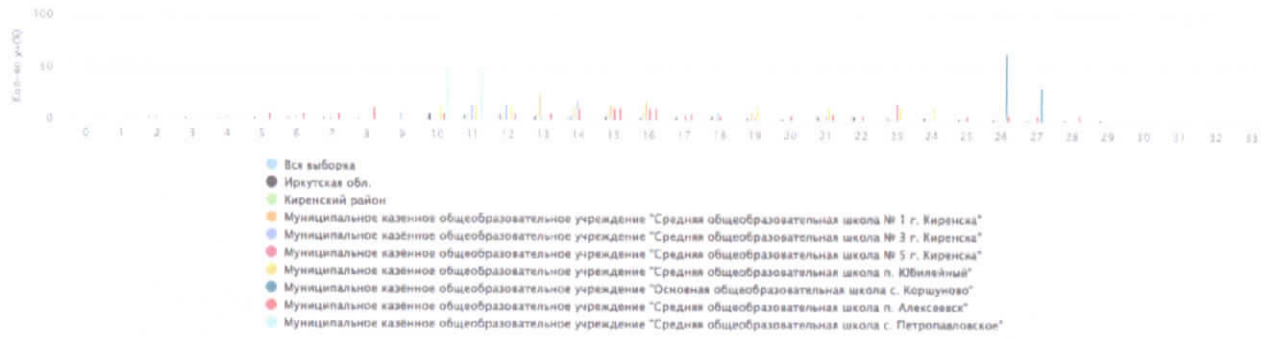 100
Кол-во уч(%)
50
0
0 1 2 3 4 5 6 7 8 9 10 11 12 13 14 15 16 17 18 19 20 21 22 23 24 25 26 27 28 29 30 31 32 33
Вся выборка
Иркутская обл.
Киренский район
Муниципальное казенное общеобразовательное учреждение "Средняя общеобразовательная школа № 1 г. Киренска"
Муниципальное казённое общеобразовательное учреждение "Средняя общеобразовательная школа № 3 г. Киренска"
Муниципальное казённое общеобразовательное учреждение "Средняя общеобразовательная школа № 5 г. Киренска"
Муниципальное казённое общеобразовательное учреждение "Средняя общеобразовательная школа п. Юбилейный"
Муниципальное казённое общеобразовательное учреждение "Основная общеобразовательная школа с. Коршуново"
Муниципальное казённое общеобразовательное учреждение "Средняя общеобразовательная школа п. Алексеевск"
Муниципальное казённое общеобразовательное учреждение "Средняя общеобразовательная школа с. Петропавловское"